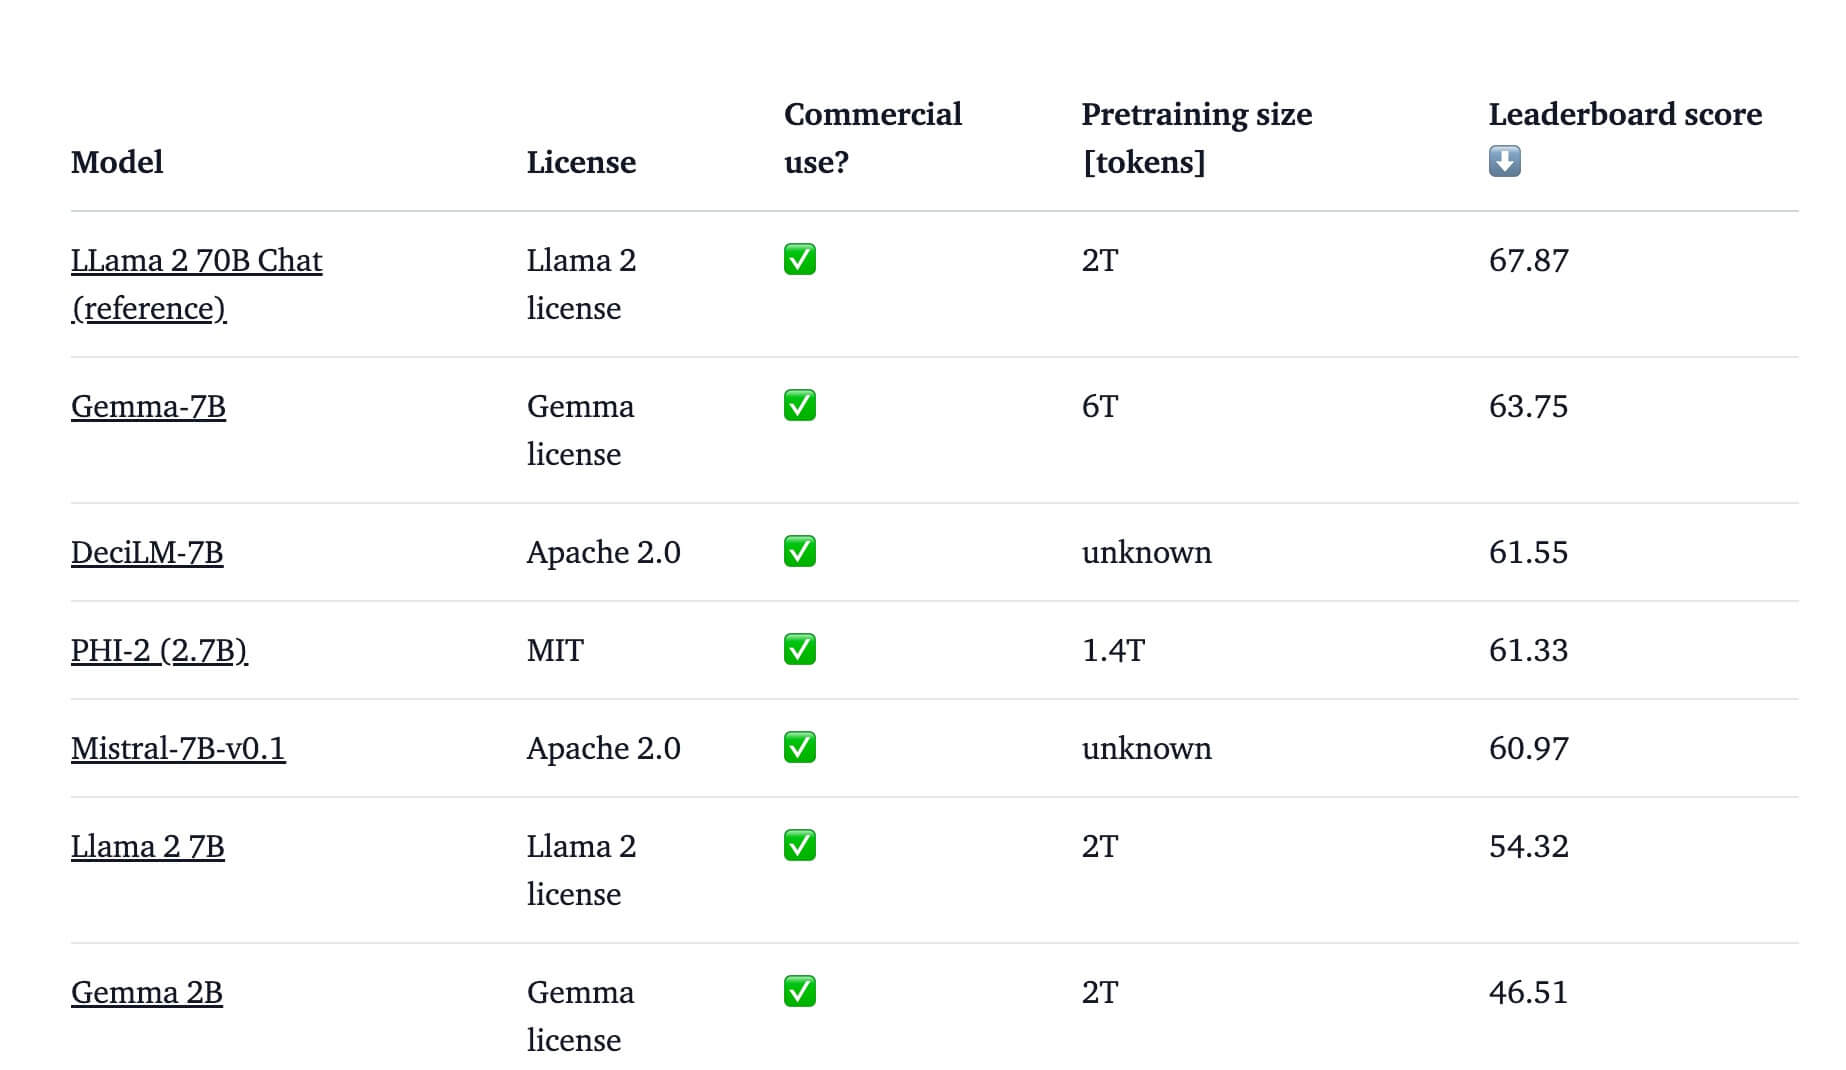 Model License Commercial use? Pretraining size [tokens] Leaderboard score ⬇️
LLama 2 70B Chat (reference) Llama 2 license ✅ 2T 67.87
Gemma-7B Gemma license ✅ 6T 63.75
DeciLM-7B Apache 2.0 ✅ unknown 61.55
PHI-2 (2.7B) MIT ✅ 1.4T 61.33
Mistral-7B-v0.1 Apache 2.0 ✅ unknown 60.97
Llama 2 7B Llama 2 license ✅ 2T 54.32
Gemma 2B Gemma license ✅ 2T 46.51